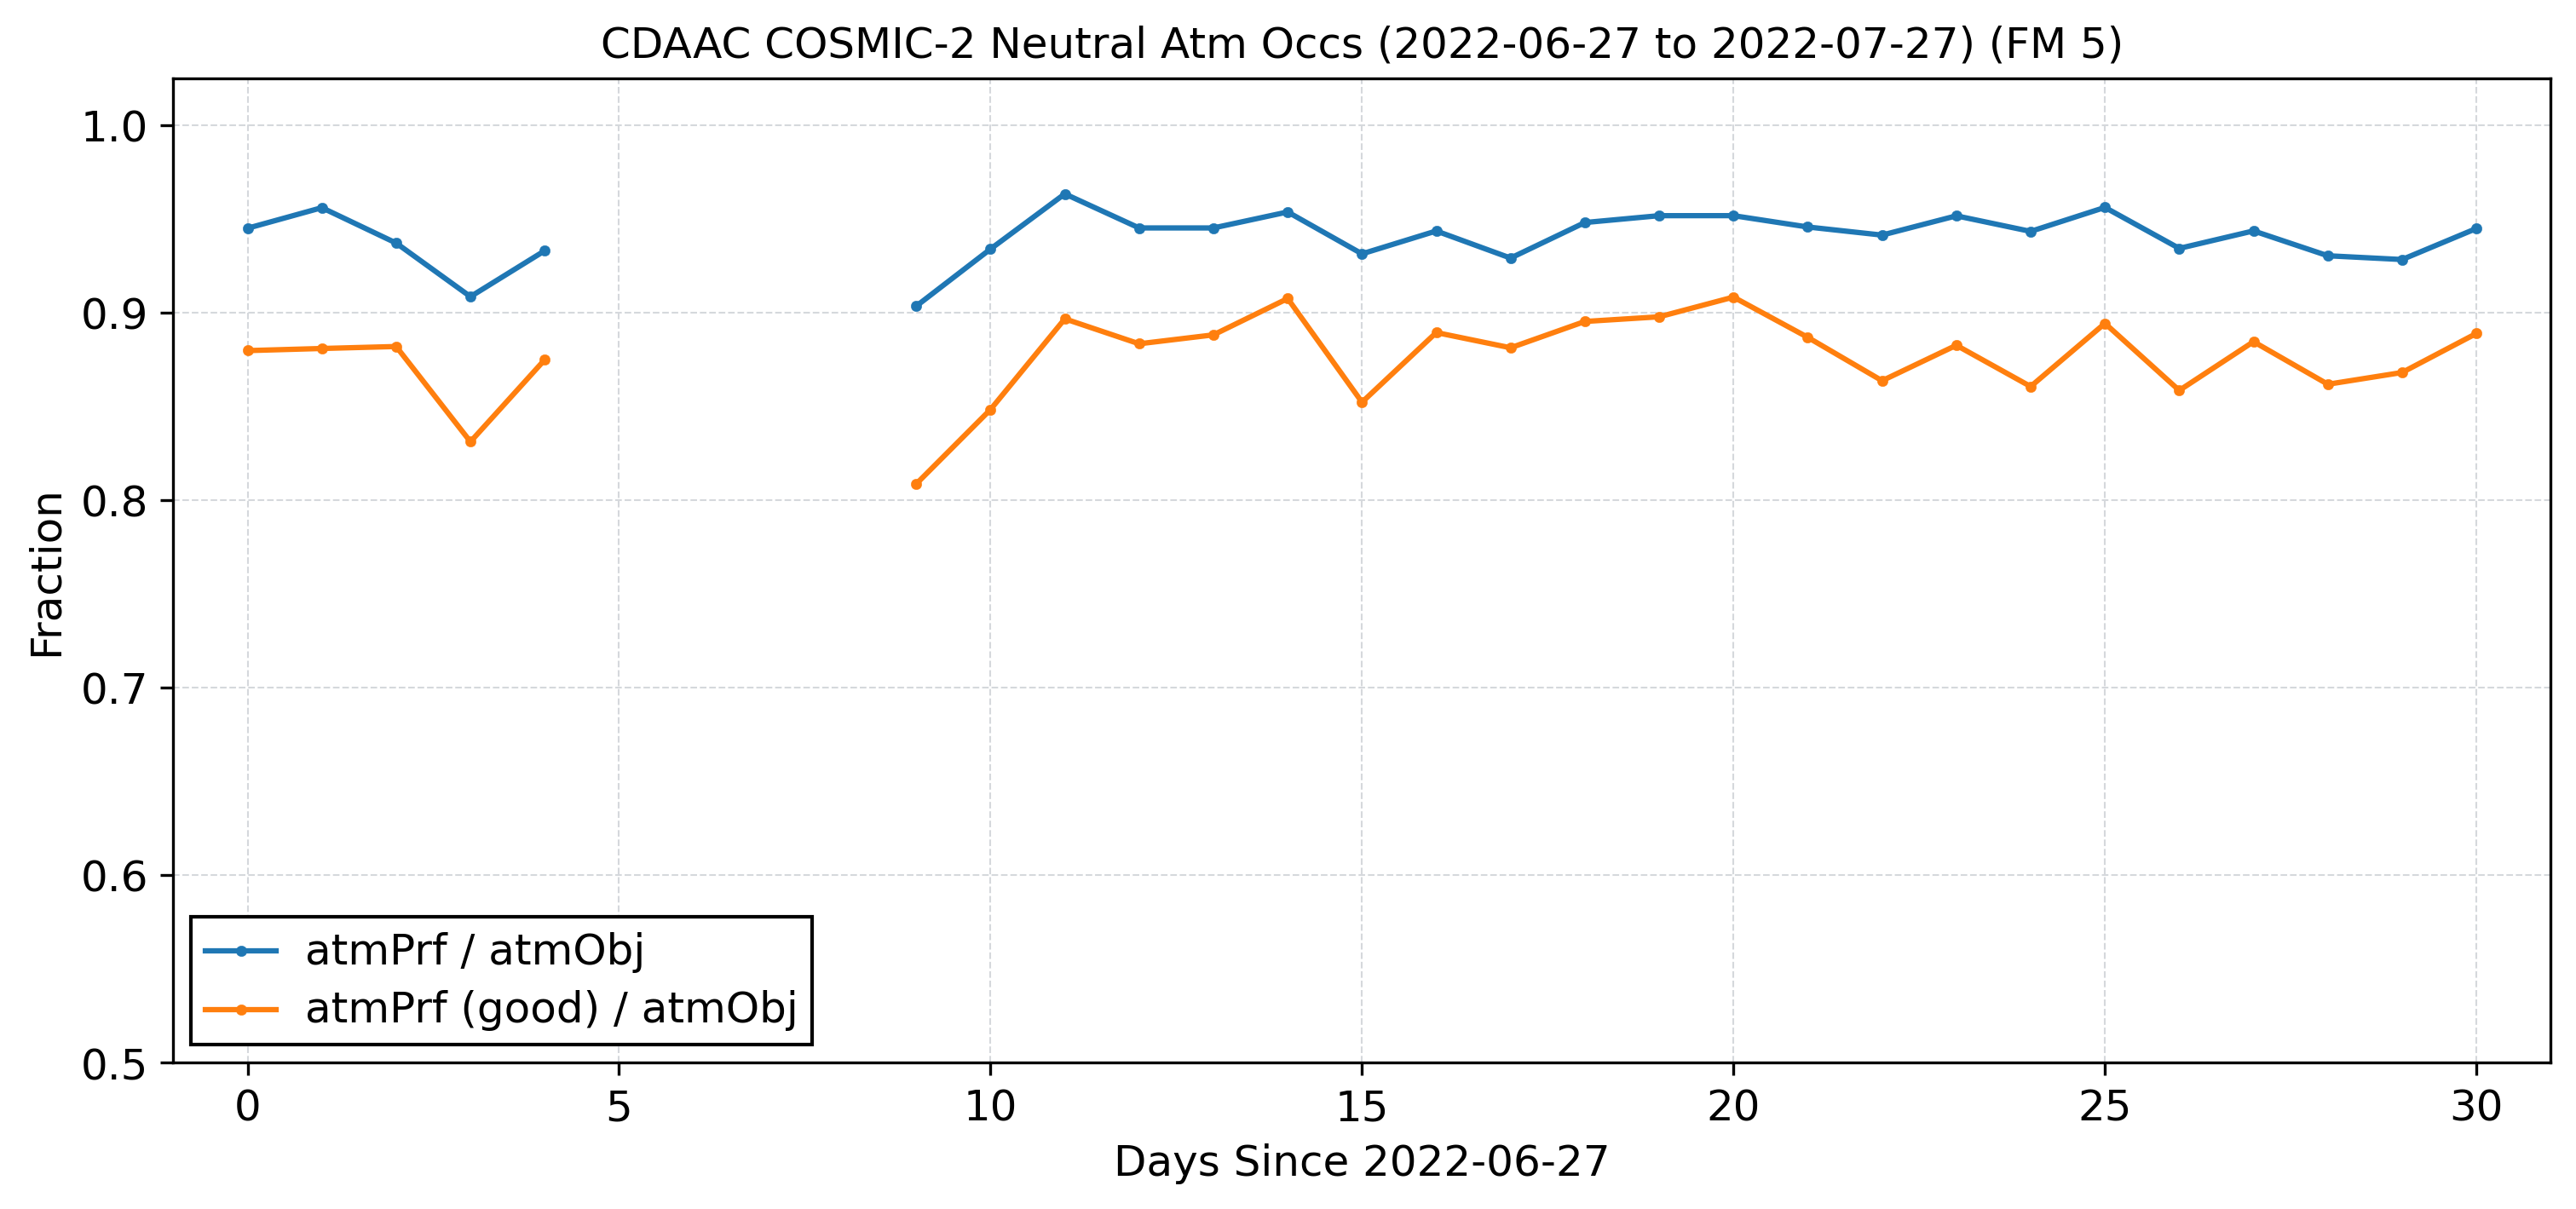 CDAAC COSMIC-2 Neutral Atm Occs (2022-06-27 to 2022-07-27) (FM 5)
1.0
0.9
0.8
0.7
0.6
0.5
Fraction
atmPrf / atmObj
atmPrf (good) / atmObj
0 5 10 15 20 25 30
Days Since 2022-06-27